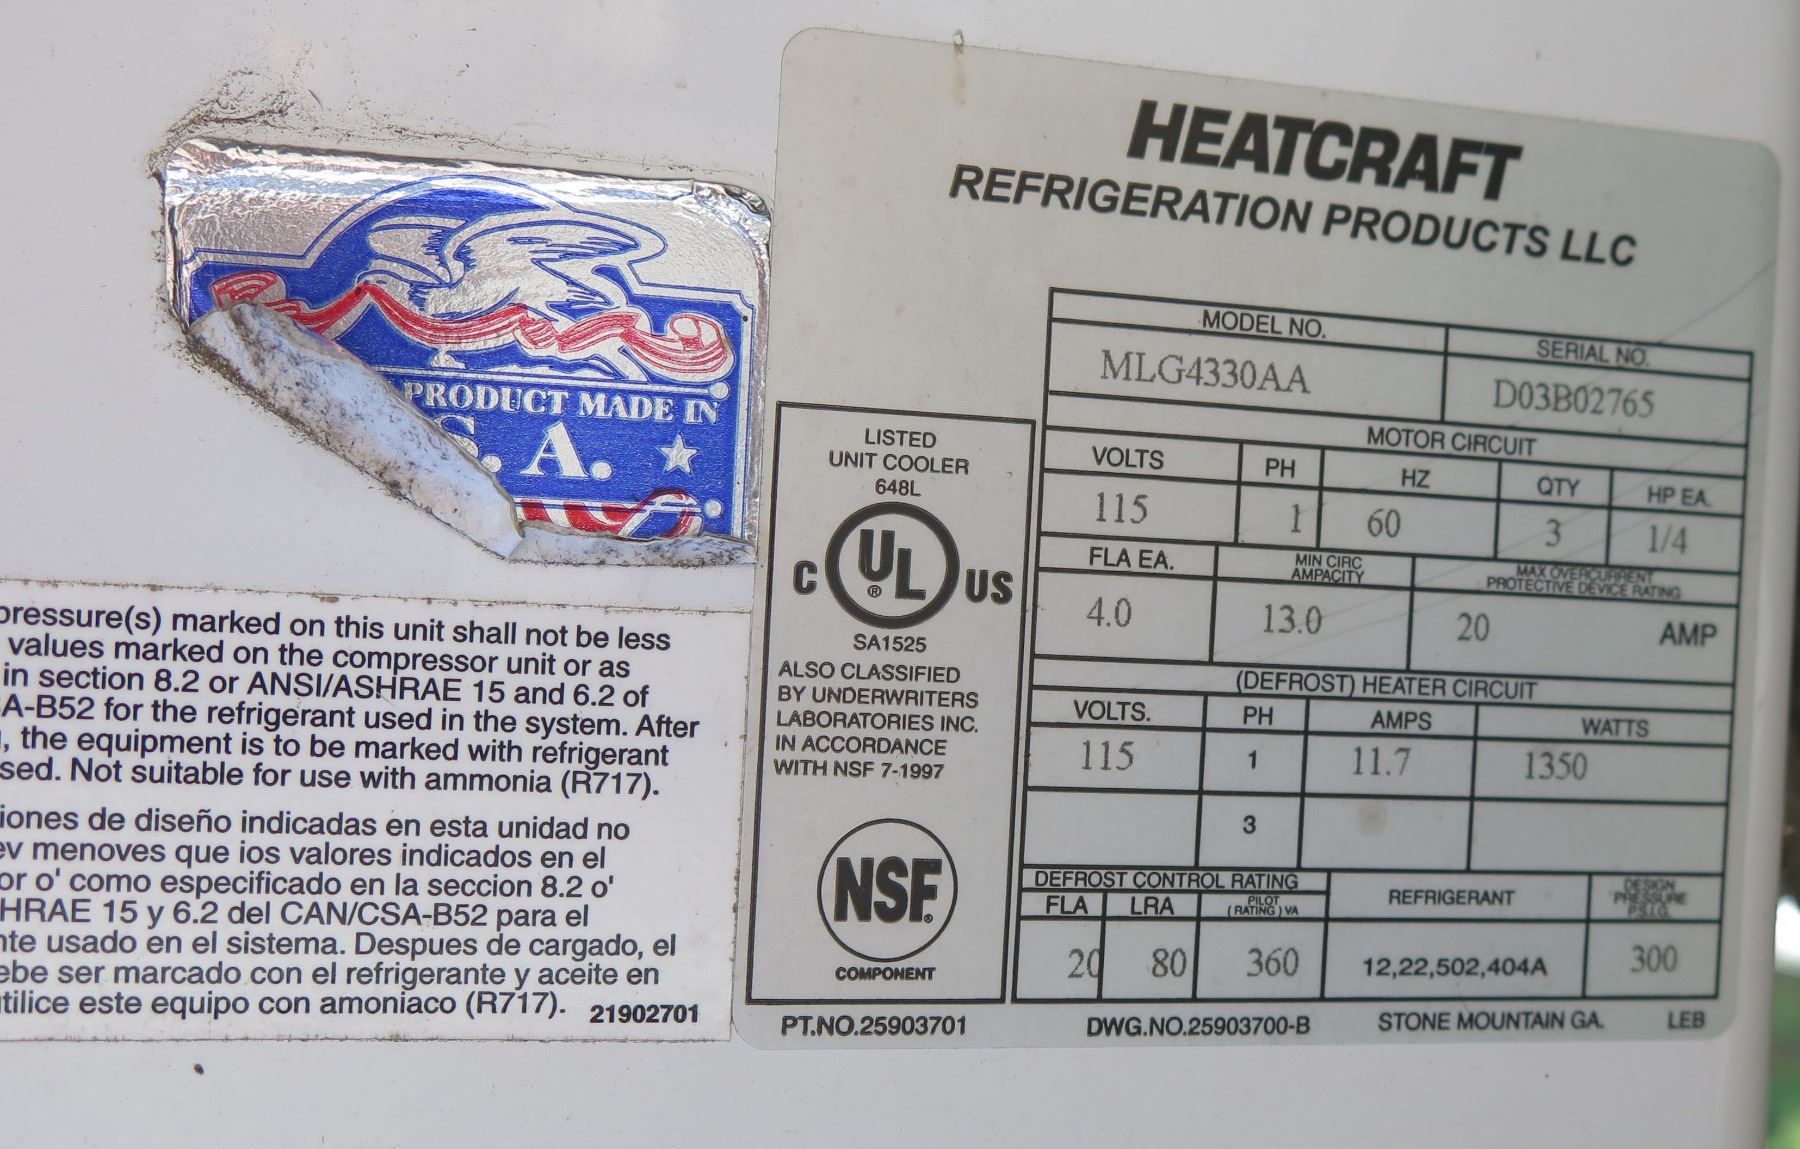 PRODUCT MADE IN
S. A.
pressure(s) marked on this unit shall not be less
values marked on the compressor unit or as
in section 8.2 or ANSI/ASHRAE 15 and 6.2 of
A-B52 for the refrigerant used in the system. After
, the equipment is to be marked with refrigerant
sed. Not suitable for use with ammonia (R717).
iones de diseño indicadas en esta unidad no
ev menoves que ios valores indicados en el
or o' como especificado en la seccion 8.2 o'
HRAE 15 y 6.2 del CAN/CSA-B52 para el
nte usado en el sistema. Despues de cargado, el
ebe ser marcado con el refrigerante y aceite en
tilice este equipo con amoniaco (R717). 21902701
HEATCRAFT
REFRIGERATION PRODUCTS LLC
LISTED
UNIT COOLER
648L
C UL ® US
SA1525
ALSO CLASSIFIED
BY UNDERWRITERS
LABORATORIES INC.
IN ACCORDANCE
WITH NSF 7-1997
NSF.
COMPONENT
MODEL NO. SERIAL NO.
MLG4330AA D03B02765
MOTOR CIRCUIT
VOLTS PH HZ QTY HP EA.
115 1 60 3 1/4
FLA EA. MIN CIRC AMPACITY MAX OVERCURRENT PROTECTIVE DEVICE RATING
4.0 13.0 20 AMP
(DEFROST) HEATER CIRCUIT
VOLTS. PH AMPS WATTS
115 1 11.7 1350
3
DEFROST CONTROL RATING REFRIGERANT DESIGN PRESSURE P.S.I.G.
FLA LRA PILOT (RATING) VA
20 80 360 12,22,502,404A 300
PT.NO.25903701 DWG.NO.25903700-B STONE MOUNTAIN GA. LEB